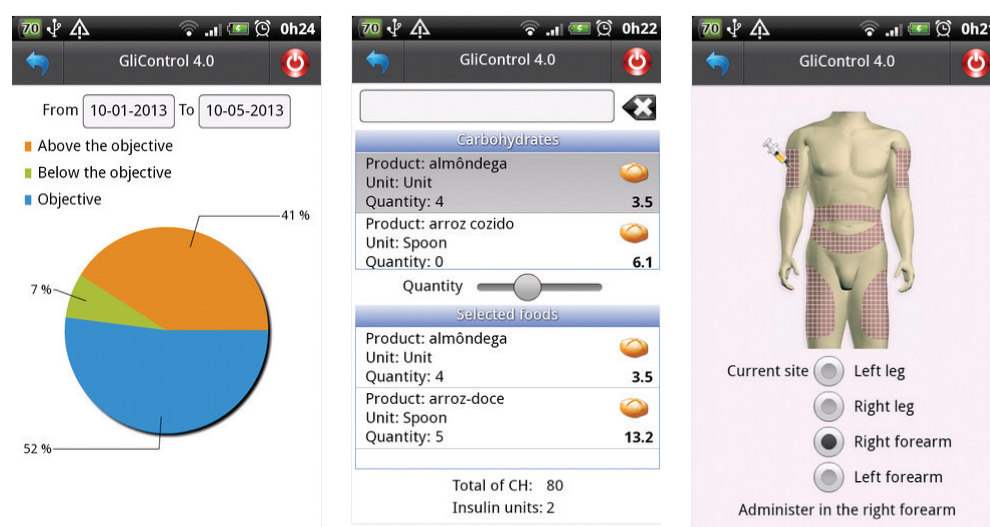 70 0h24
GliControl 4.0
From 10-01-2013 To 10-05-2013
Above the objective
Below the objective
Objective
41 %
7 %
52 %
70 0h22
GliControl 4.0
Carbohydrates
Product: almôndega
Unit: Unit
Quantity: 4 3.5
Product: arroz cozido
Unit: Spoon
Quantity: 0 6.1
Quantity
Selected foods
Product: almôndega
Unit: Unit
Quantity: 4 3.5
Product: arroz-doce
Unit: Spoon
Quantity: 5 13.2
Total of CH: 80
Insulin units: 2
70
GliControl 4.0
Current site Left leg
Right leg
Right forearm
Left forearm
Administer in the right forearm